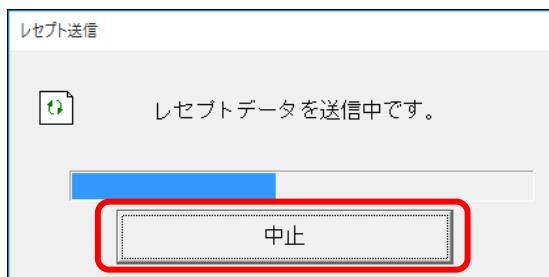 レセプト送信
レセプトデータを送信中です。
中止